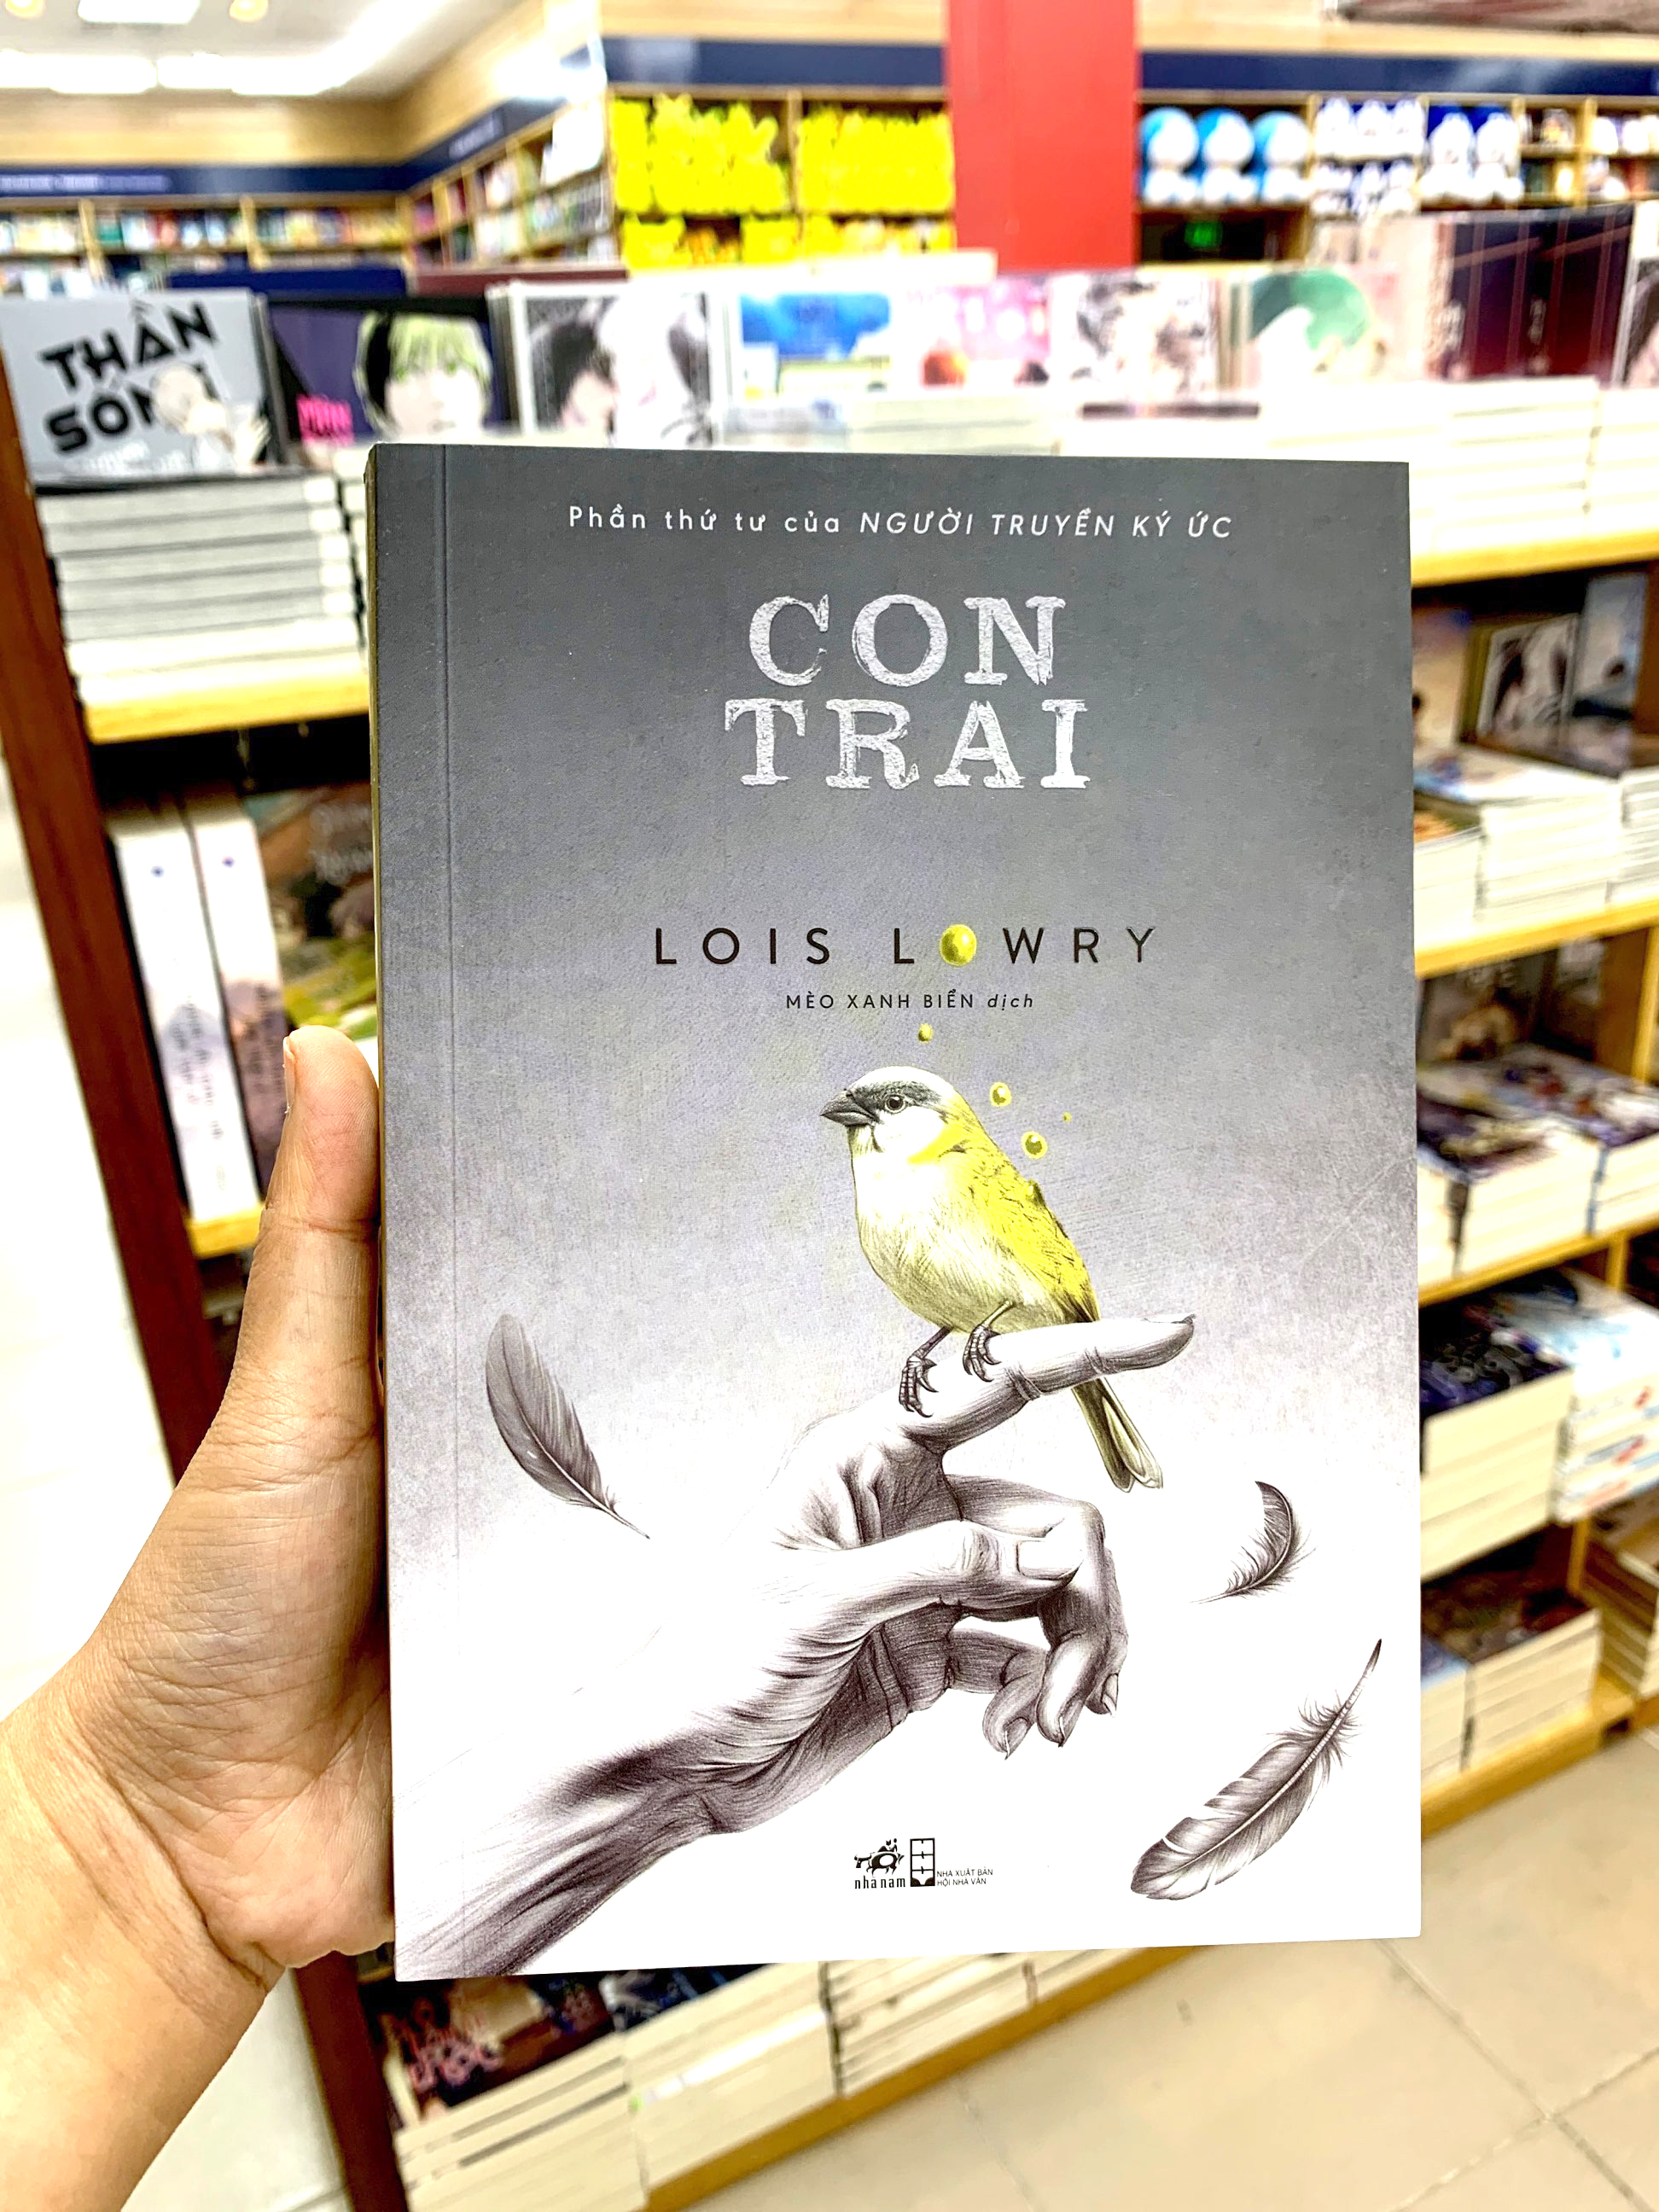 THẦN
SỐNG
Phần thứ tư của NGƯỜI TRUYỀN KÝ ỨC
CON
TRAI
LOIS LOWRY
MÈO XANH BIỂN dịch
nhã nam
NHÀ XUẤT BẢN
HỘI NHÀ VĂN